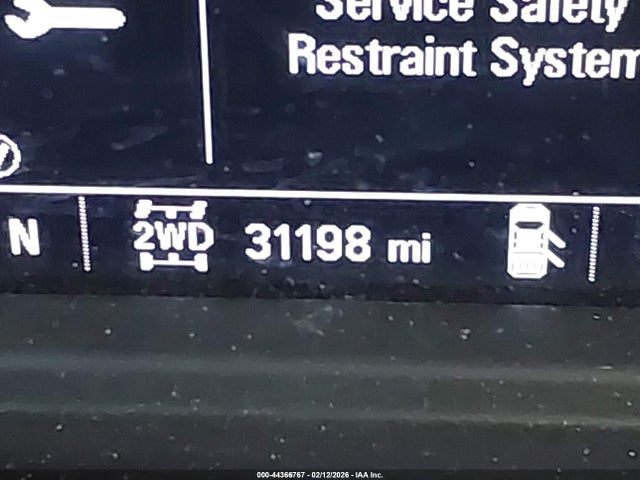 Service Safety
Restraint System
N
2WD
31198 mi
000-44366767 - 02/12/2026 - IAA Inc.